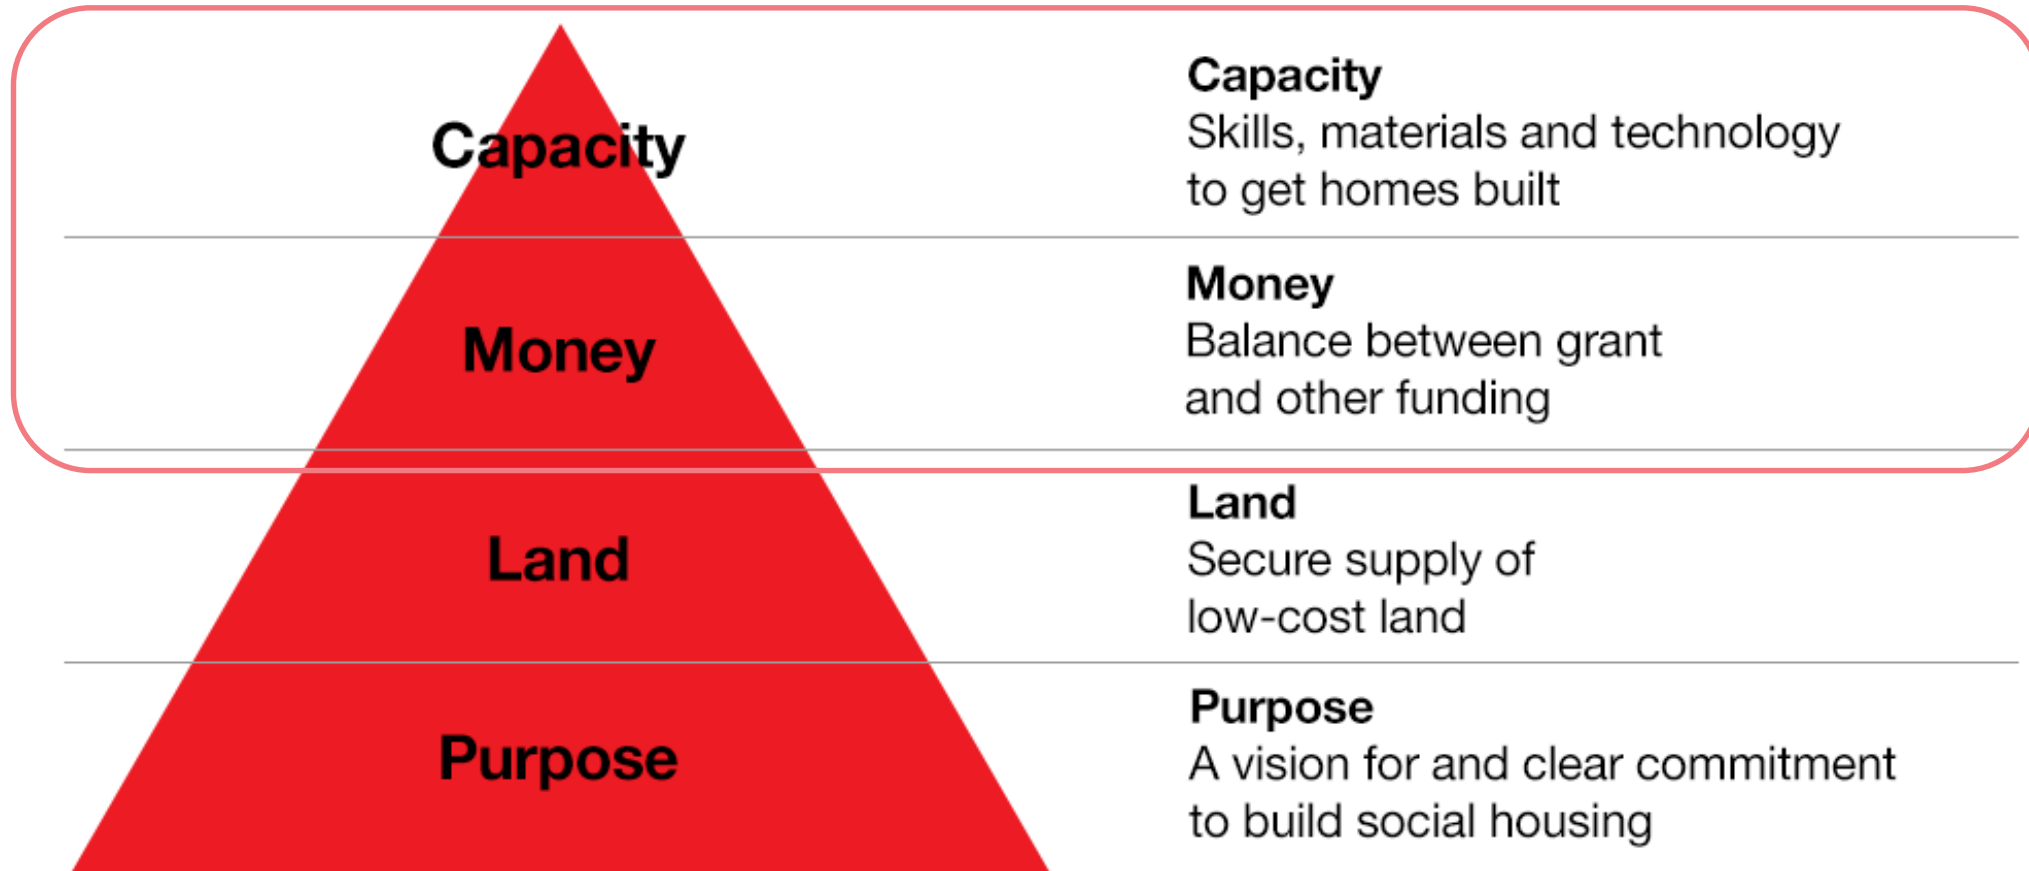 Capacity
Capacity
Skills, materials and technology
to get homes built
Money
Money
Balance between grant
and other funding
Land
Land
Secure supply of
low-cost land
Purpose
Purpose
A vision for and clear commitment
to build social housing